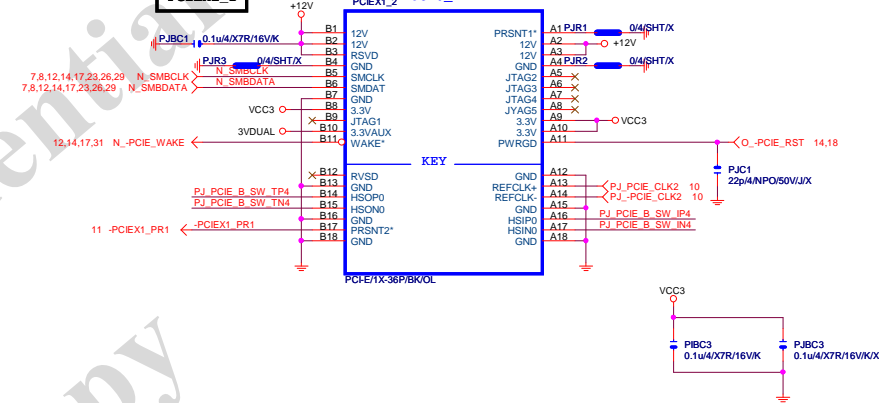 +12V
PCIEX1_2
PJBC1 0.1u/4/X7R/16V/K
PJR3 0/4/SHT/X
7,8,12,14,17,23,26,29 N_SMBCLK N_SMBCLK
7,8,12,14,17,23,26,29 N_SMBDATA N_SMBDATA
VCC3
3VDUAL
12,14,17,31 N_-PCIE_WAKE
PJ_PCIE_B_SW_TP4
PJ_PCIE_B_SW_TN4
11 -PCIEX1_PR1 -PCIEX1_PR1
B1 12V
B2 12V
B3 RSVD
B4 GND
B5 SMCLK
B6 SMDAT
B7 GND
B8 3.3V
B9 JTAG1
B10 3.3VAUX
B11 WAKE*
KEY
B12 RVSD
B13 GND
B14 HSOP0
B15 HSON0
B16 GND
B17 PRSNT2*
B18 GND
PRSNT1* A1 PJR1 0/4/SHT/X
12V A2 +12V
12V A3
GND A4 PJR2 0/4/SHT/X
JTAG2 A5
JTAG3 A6
JTAG4 A7
JYAG5 A8
3.3V A9 VCC3
3.3V A10
PWRGD A11 O_-PCIE_RST 14,18
PJC1
22p/4/NPO/50V/J/X
GND A12
REFCLK+ A13 PJ_PCIE_CLK2 10
REFCLK- A14 PJ_-PCIE_CLK2 10
GND A15
HSIP0 A16 PJ_PCIE_B_SW_IP4
HSIN0 A17 PJ_PCIE_B_SW_IN4
GND A18
PCI-E/1X-36P/BK/OL
VCC3
PIBC3
0.1u/4/X7R/16V/K
PJBC3
0.1u/4/X7R/16V/K/X